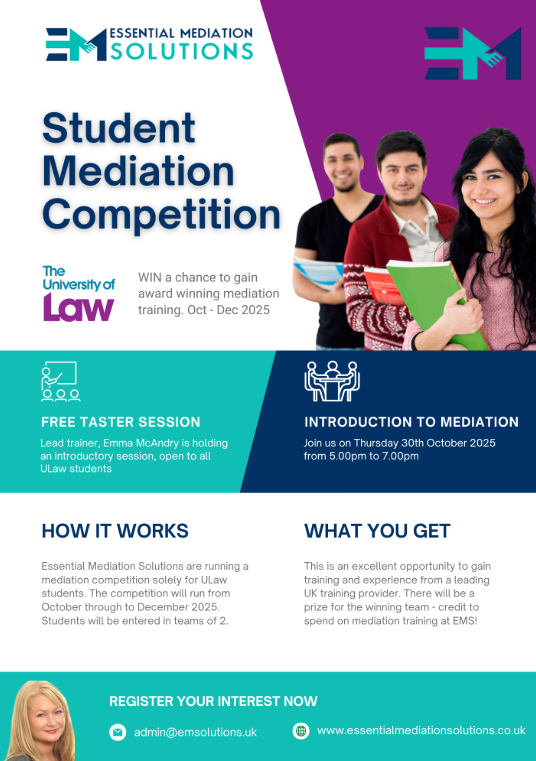 ESSENTIAL MEDIATION
SOLUTIONS
EM
EM
Student
Mediation
Competition
The
University of
Law
WIN a chance to gain
award winning mediation
training. Oct - Dec 2025
FREE TASTER SESSION
Lead trainer, Emma McAndry is holding
an introductory session, open to all
ULaw students
INTRODUCTION TO MEDIATION
Join us on Thursday 30th October 2025
from 5.00pm to 7.00pm
HOW IT WORKS
Essential Mediation Solutions are running a
mediation competition solely for ULaw
students. The competition will run from
October through to December 2025.
Students will be entered in teams of 2.
WHAT YOU GET
This is an excellent opportunity to gain
training and experience from a leading
UK training provider. There will be a
prize for the winning team - credit to
spend on mediation training at EMS!
REGISTER YOUR INTEREST NOW
admin@emsolutions.uk
www.essentialmediationsolutions.co.uk